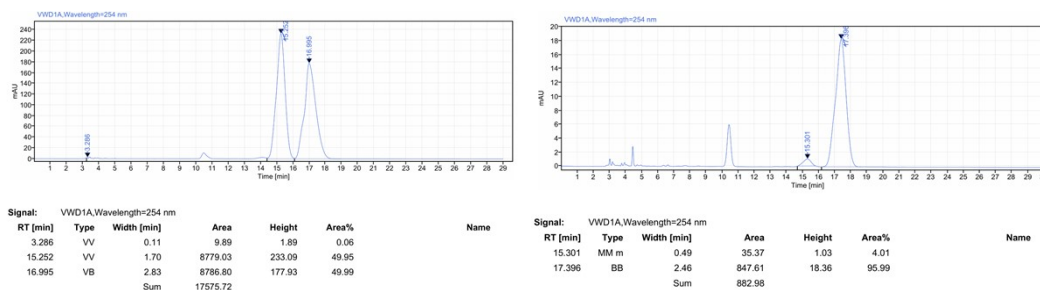 VWD1A,Wavelength=254 nm
240
220
200
180
160
140
120
100
80
60
40
20
0
mAU
3.286
15.252
16.995
1 2 3 4 5 6 7 8 9 10 11 12 13 14 15 16 17 18 19 20 21 22 23 24 25 26 27 28 29
Time [min]
Signal: VWD1A,Wavelength=254 nm
RT [min] Type Width [min] Area Height Area% Name
3.286 VV 0.11 9.89 1.89 0.06
15.252 VV 1.70 8779.03 233.09 49.95
16.995 VB 2.83 8786.80 177.93 49.99
Sum 17575.72
VWD1A,Wavelength=254 nm
20
18
16
14
12
10
8
6
4
2
0
mAU
15.301
17.396
1 2 3 4 5 6 7 8 9 10 11 12 13 14 15 16 17 18 19 20 21 22 23 24 25 26 27 28 29
Time [min]
Signal: VWD1A,Wavelength=254 nm
RT [min] Type Width [min] Area Height Area% Name
15.301 MM m 0.49 35.37 1.03 4.01
17.396 BB 2.46 847.61 18.36 95.99
Sum 882.98